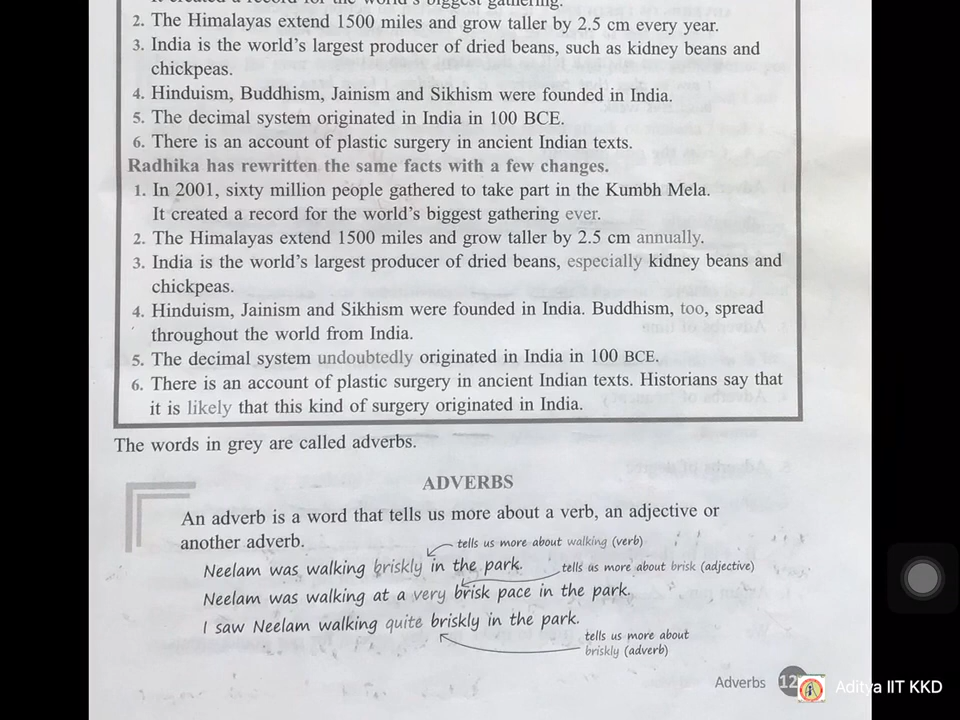 It created a record for the world's biggest gathering.
2. The Himalayas extend 1500 miles and grow taller by 2.5 cm every year.
3. India is the world's largest producer of dried beans, such as kidney beans and
chickpeas.
4. Hinduism, Buddhism, Jainism and Sikhism were founded in India.
5. The decimal system originated in India in 100 BCE.
6. There is an account of plastic surgery in ancient Indian texts.
Radhika has rewritten the same facts with a few changes.
1. In 2001, sixty million people gathered to take part in the Kumbh Mela.
It created a record for the world's biggest gathering ever.
2. The Himalayas extend 1500 miles and grow taller by 2.5 cm annually.
3. India is the world's largest producer of dried beans, especially kidney beans and
chickpeas.
4. Hinduism, Jainism and Sikhism were founded in India. Buddhism, too, spread
throughout the world from India.
5. The decimal system undoubtedly originated in India in 100 BCE.
6. There is an account of plastic surgery in ancient Indian texts. Historians say that
it is likely that this kind of surgery originated in India.
The words in grey are called adverbs.
ADVERBS
An adverb is a word that tells us more about a verb, an adjective or
another adverb.
tells us more about walking (verb)
Neelam was walking briskly in the park.
tells us more about brisk (adjective)
Neelam was walking at a very brisk pace in the park.
I saw Neelam walking quite briskly in the park.
tells us more about
briskly (adverb)
Adverbs 12
Aditya IIT KKD